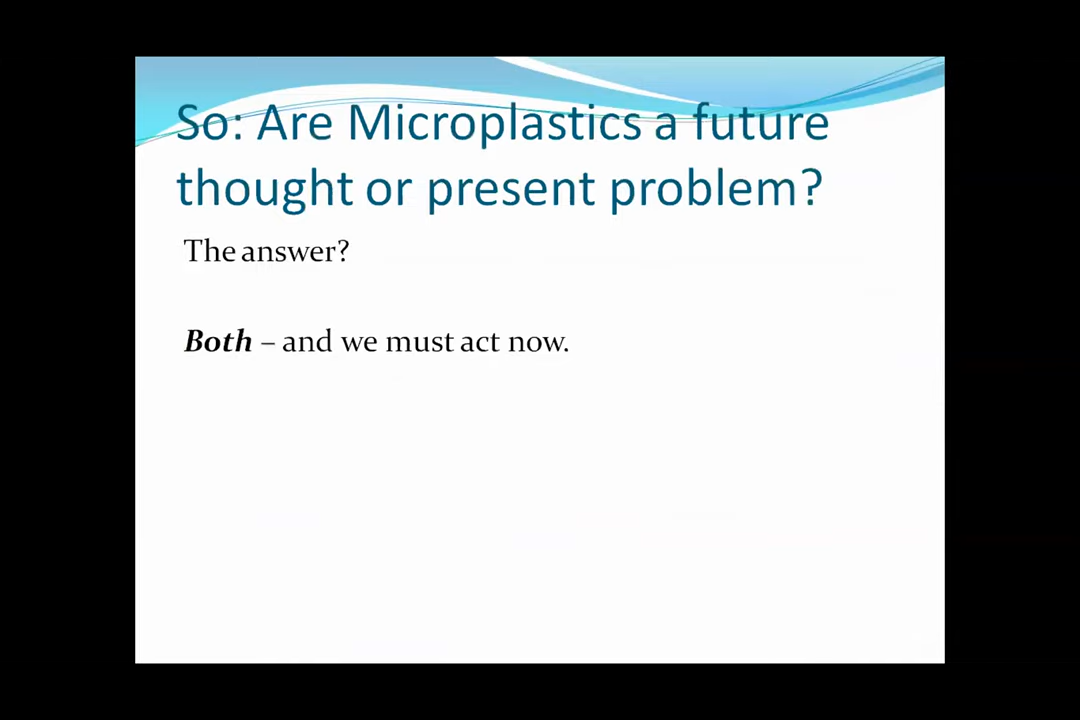 So: Are Microplastics a future
thought or present problem?
The answer?
Both – and we must act now.